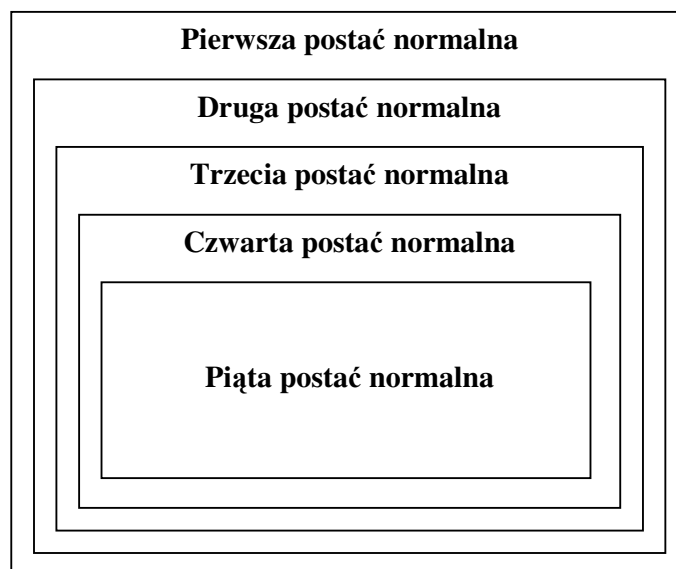 Pierwsza postać normalna
Druga postać normalna
Trzecia postać normalna
Czwarta postać normalna
Piąta postać normalna